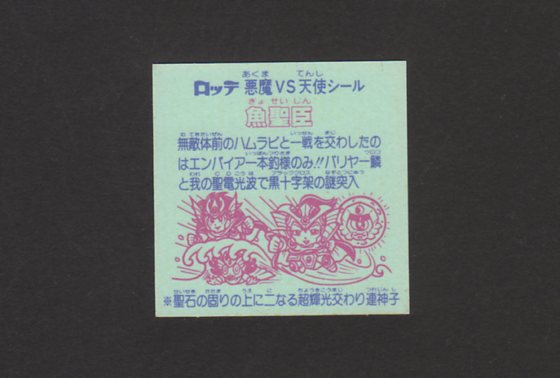 ロッテ 悪魔VS天使シール
魚聖臣
無敵体前のハムラビと一戦を交わしたの
はエンパイアー本釣様のみ!!バリヤー鱗
と我の聖電光波で黒十字架の謎突入
※聖石の固りの上に二なる超輝光交わり連神子